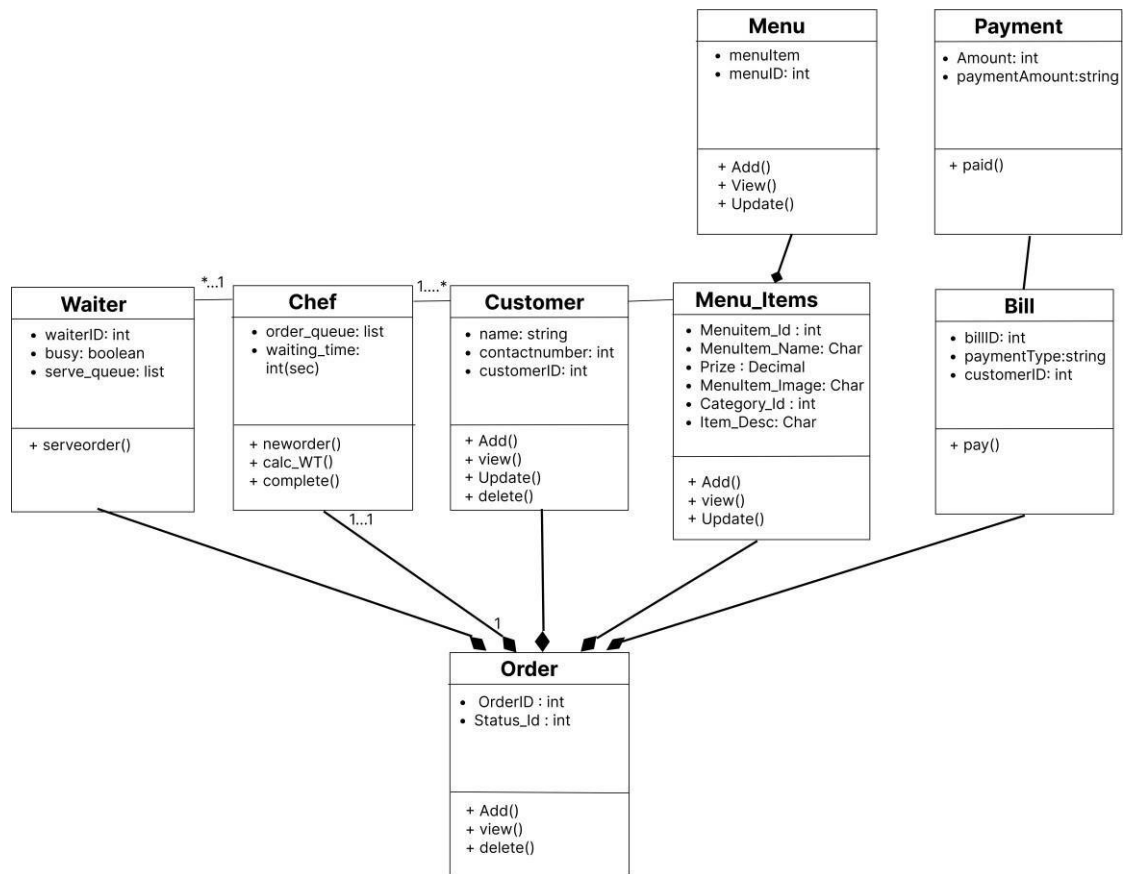 Menu
• menuItem
• menuID: int
+ Add()
+ View()
+ Update()
Payment
• Amount: int
• paymentAmount:string
+ paid()
*...1
1....*
Waiter
• waiterID: int
• busy: boolean
• serve_queue: list
+ serveorder()
Chef
• order_queue: list
• waiting_time:
int(sec)
+ neworder()
+ calc_WT()
+ complete()
Customer
• name: string
• contactnumber: int
• customerID: int
+ Add()
+ view()
+ Update()
+ delete()
Menu_Items
• Menuitem_Id : int
• MenuItem_Name: Char
• Prize : Decimal
• MenuItem_Image: Char
• Category_Id : int
• Item_Desc: Char
+ Add()
+ view()
+ Update()
Bill
• billID: int
• paymentType:string
• customerID: int
+ pay()
1...1
1
Order
• OrderID : int
• Status_Id : int
+ Add()
+ view()
+ delete()